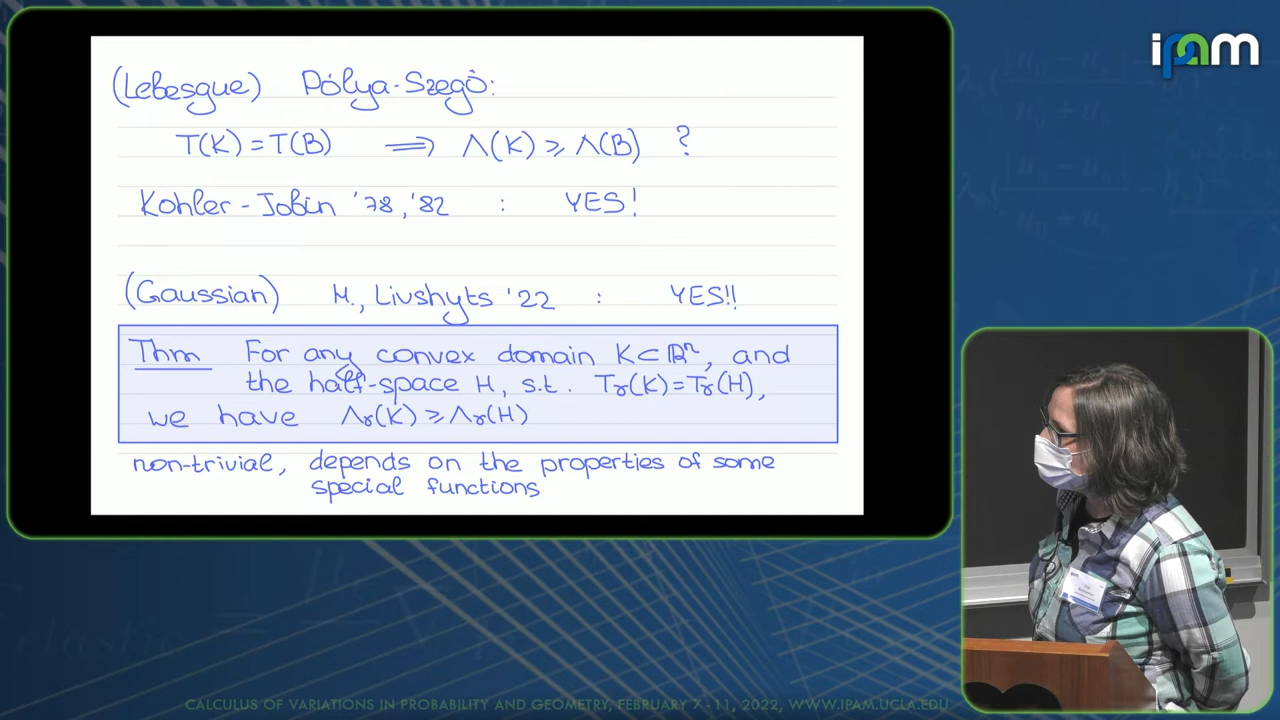 ipam
(Lebesgue) Pólya-Szegö:
T(K)=T(B) ⟹ Λ(K) ≥ Λ(B) ?
Kohler-Jobin '78,'82 : YES!
(Gaussian) M., Livshyts '22 : YES!!
Thm For any convex domain K⊂ℝⁿ, and
the half-space H, s.t. Tᵧ(K)=Tᵧ(H),
we have Λᵧ(K) ≥ Λᵧ(H)
non-trivial, depends on the properties of some
special functions
CALCULUS OF VARIATIONS IN PROBABILITY AND GEOMETRY, FEBRUARY 7 - 11, 2022, WWW.IPAM.UCLA.EDU